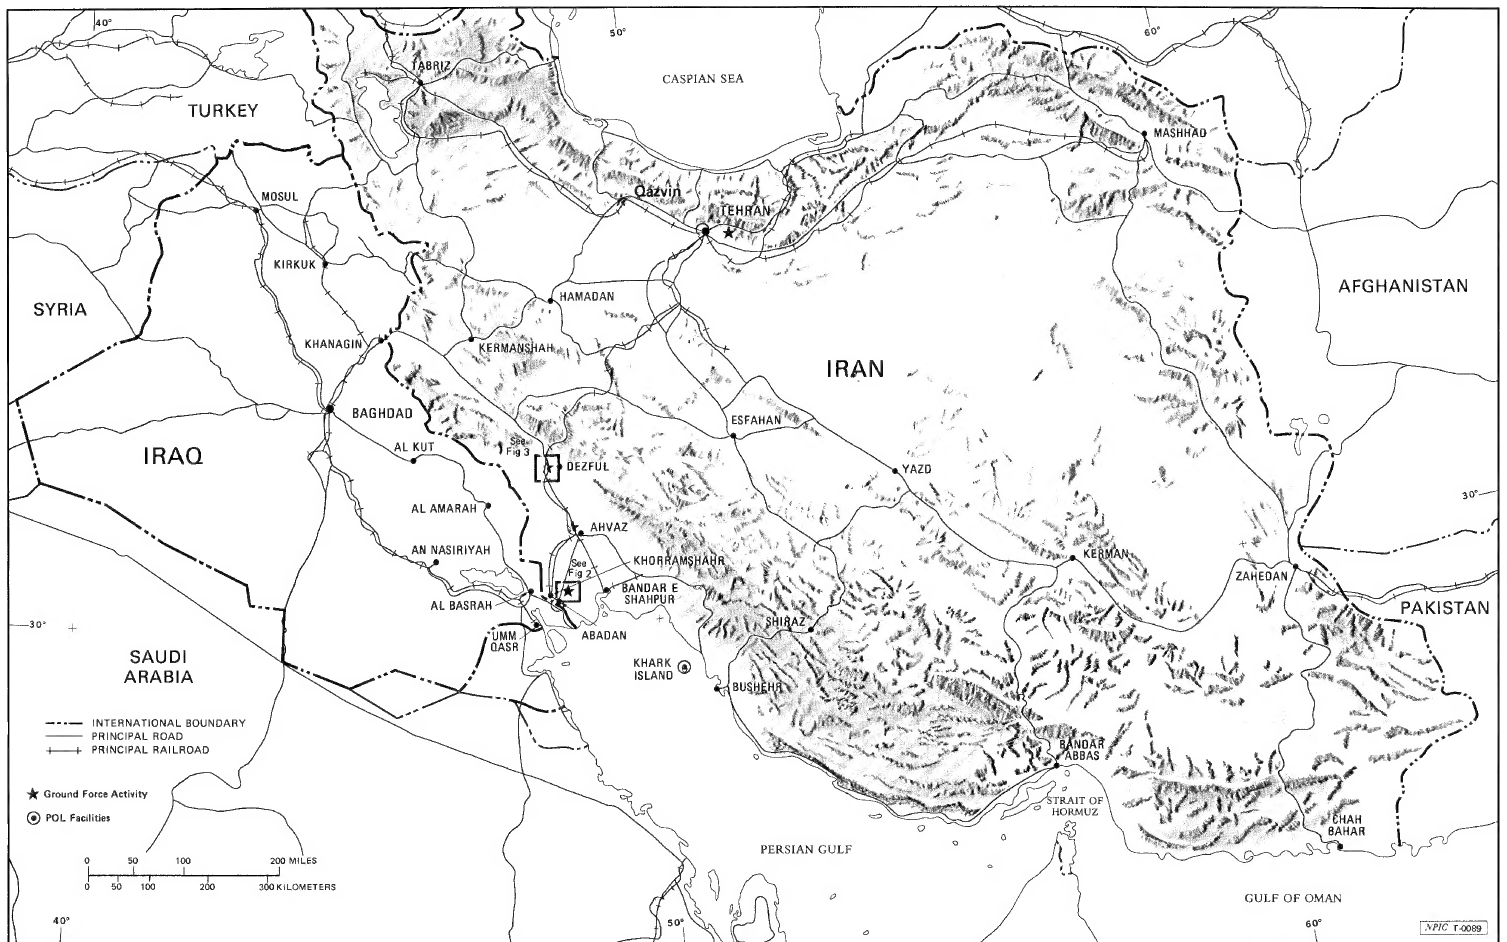 40°
50°
60°
TABRIZ
CASPIAN SEA
TURKEY
MASHHAD
MOSUL
Qazvin
TEHRAN
KIRKUK
SYRIA
HAMADAN
AFGHANISTAN
KHANAGIN
KERMANSHAH
IRAN
BAGHDAD
ESFAHAN
IRAQ
AL KUT
See
Fig 3
DEZFUL
YAZD
30°
AL AMARAH
AHVAZ
AN NASIRIYAH
See
Fig 2
KHORRAMSHAHR
KERMAN
ZAHEDAN
AL BASRAH
BANDAR E
SHAHPUR
PAKISTAN
30°
UMM
QASR
ABADAN
SHIRAZ
SAUDI
ARABIA
KHARK
ISLAND
BUSHEHR
INTERNATIONAL BOUNDARY
PRINCIPAL ROAD
PRINCIPAL RAILROAD
BANDAR
ABBAS
Ground Force Activity
POL Facilities
STRAIT OF
HORMUZ
CHAH
BAHAR
PERSIAN GULF
0 50 100 200 MILES
0 50 100 200 300 KILOMETERS
GULF OF OMAN
40°
50°
60°
NPIC T-0089